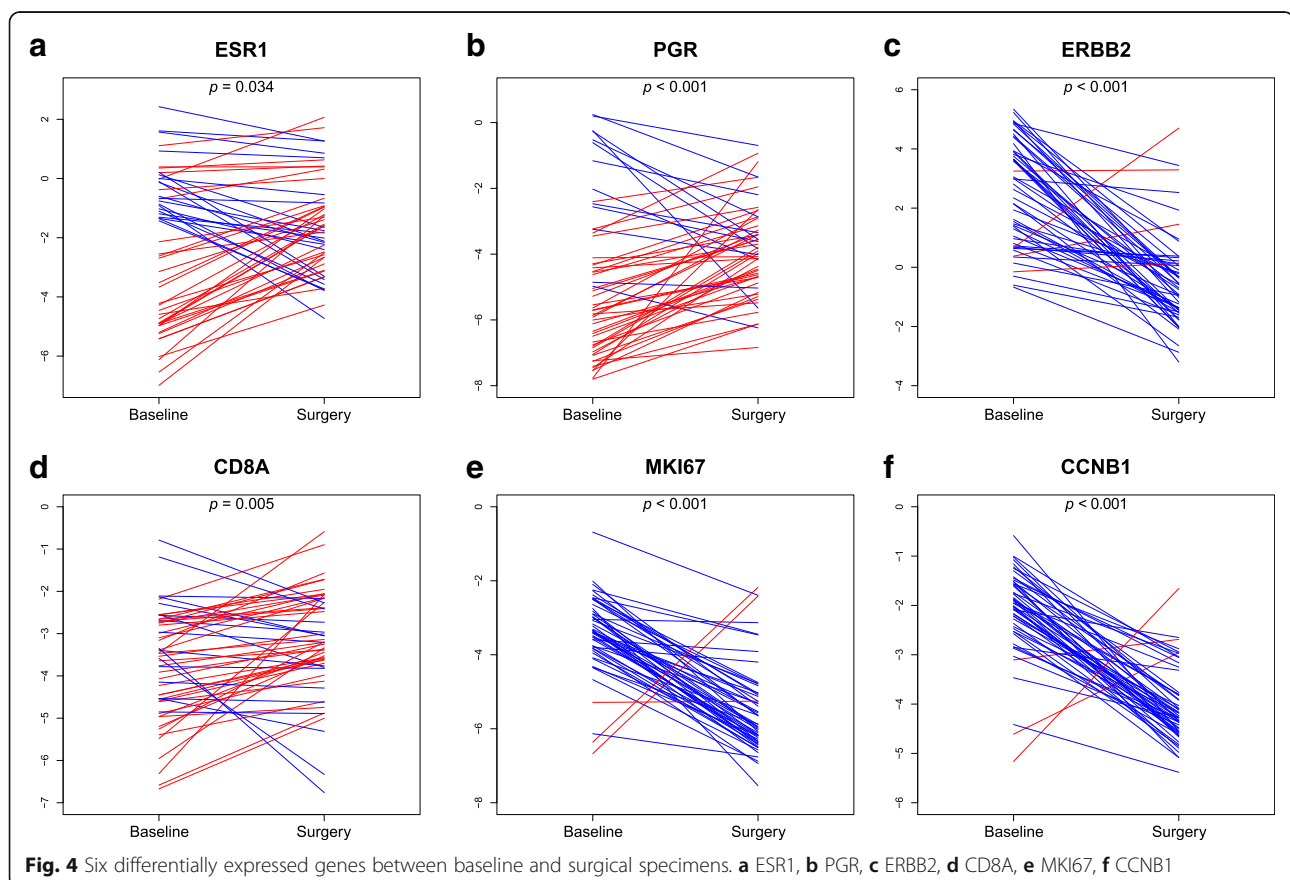 a
ESR1
p = 0.034
2
0
-2
-4
-6
Baseline
Surgery
b
PGR
p < 0.001
0
-2
-4
-6
-8
Baseline
Surgery
c
ERBB2
p < 0.001
6
4
2
0
-2
-4
Baseline
Surgery
d
CD8A
p = 0.005
0
-1
-2
-3
-4
-5
-6
-7
Baseline
Surgery
e
MKI67
p < 0.001
0
-2
-4
-6
-8
Baseline
Surgery
f
CCNB1
p < 0.001
0
-1
-2
-3
-4
-5
-6
Baseline
Surgery
Fig. 4 Six differentially expressed genes between baseline and surgical specimens. a ESR1, b PGR, c ERBB2, d CD8A, e MKI67, f CCNB1